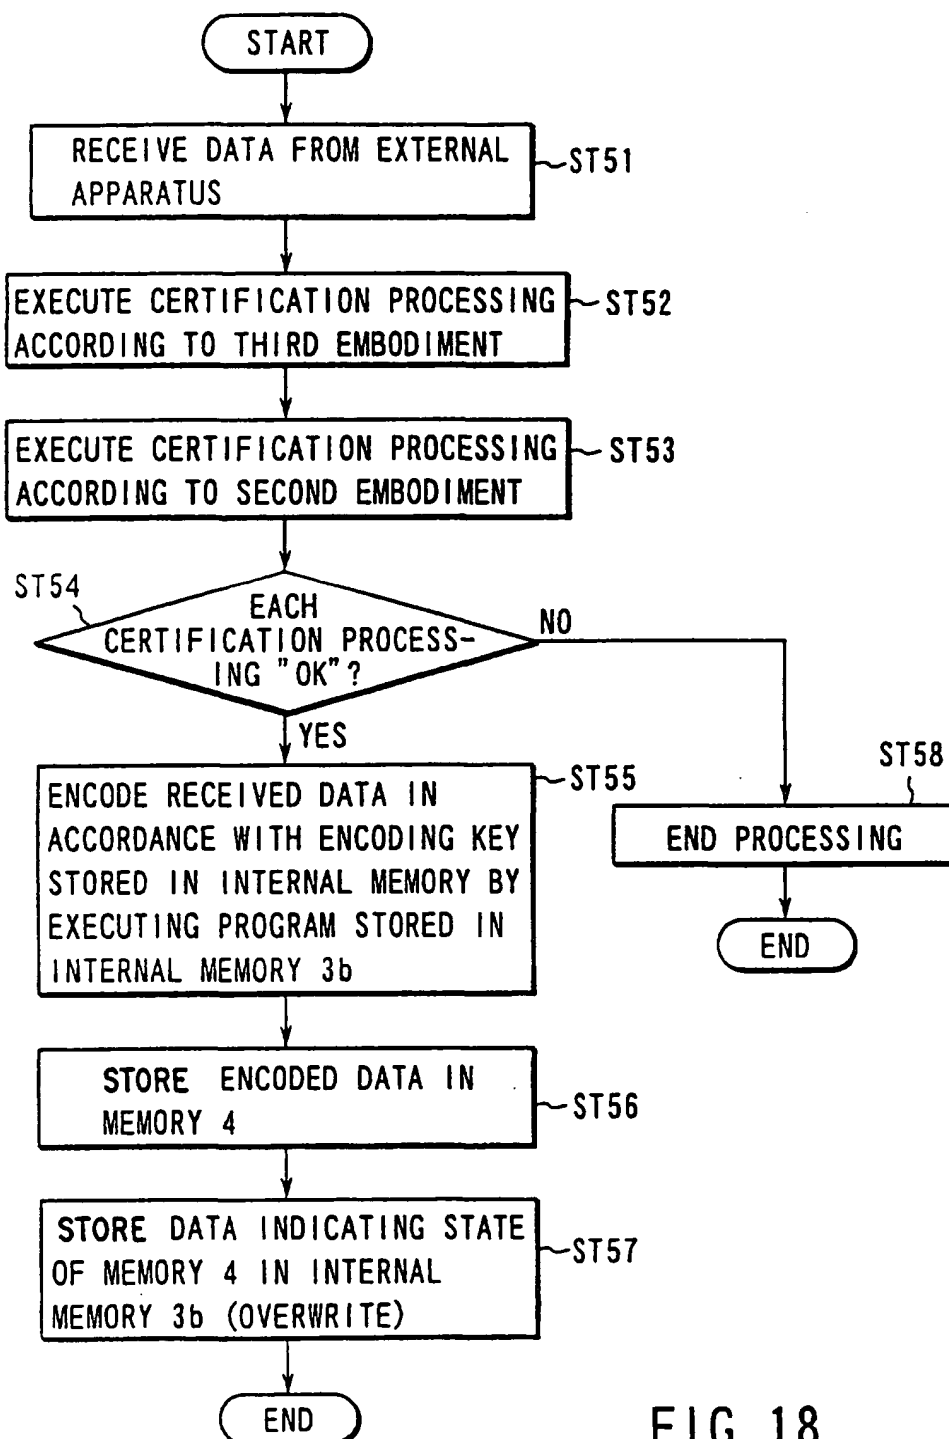 START
RECEIVE DATA FROM EXTERNAL
APPARATUS
ST51
EXECUTE CERTIFICATION PROCESSING
ACCORDING TO THIRD EMBODIMENT
ST52
EXECUTE CERTIFICATION PROCESSING
ACCORDING TO SECOND EMBODIMENT
ST53
ST54
EACH
CERTIFICATION PROCESS-
ING "OK"?
NO
YES
ENCODE RECEIVED DATA IN
ACCORDANCE WITH ENCODING KEY
STORED IN INTERNAL MEMORY BY
EXECUTING PROGRAM STORED IN
INTERNAL MEMORY 3b
ST55
ST58
END PROCESSING
END
STORE ENCODED DATA IN
MEMORY 4
ST56
STORE DATA INDICATING STATE
OF MEMORY 4 IN INTERNAL
MEMORY 3b (OVERWRITE)
ST57
END
FIG. 18